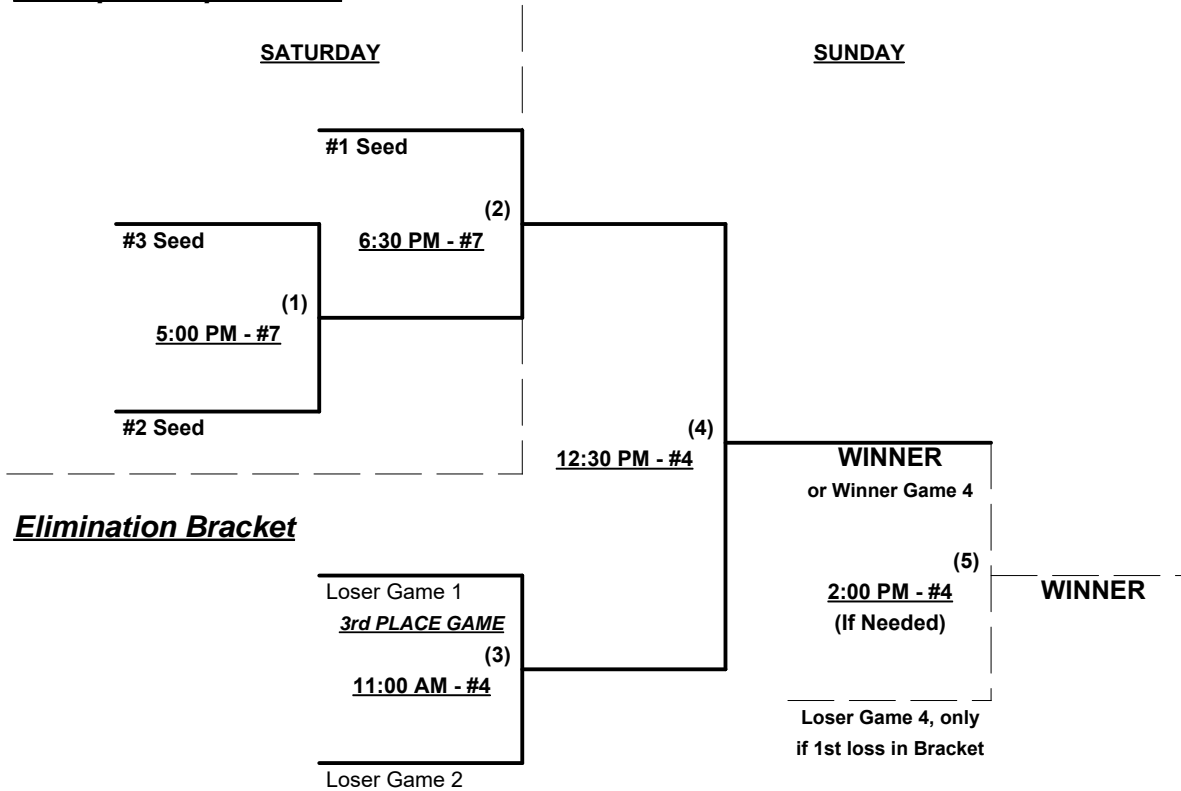 SATURDAY
SUNDAY
#1 Seed
(2)
#3 Seed
6:30 PM - #7
(1)
5:00 PM - #7
#2 Seed
(4)
12:30 PM - #4
WINNER
or Winner Game 4
Elimination Bracket
(5)
Loser Game 1
2:00 PM - #4
WINNER
3rd PLACE GAME
(If Needed)
(3)
11:00 AM - #4
Loser Game 4, only
if 1st loss in Bracket
Loser Game 2